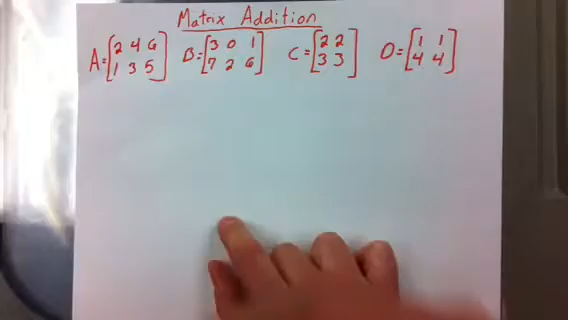 Matrix Addition
A=[2 4 6 B=[3 0 1] C=[2 2] D=[1 1]
1 3 5] 7 2 6 3 3 4 4